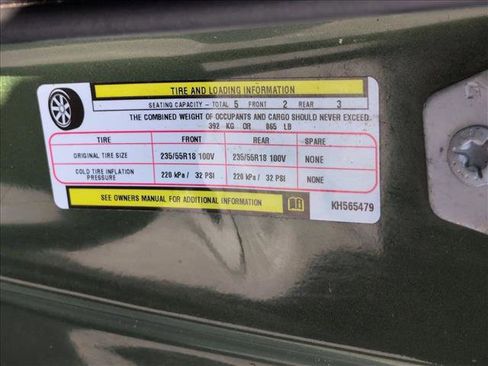 TIRE AND LOADING INFORMATION
SEATING CAPACITY - TOTAL 5 FRONT 2 REAR 3
THE COMBINED WEIGHT OF OCCUPANTS AND CARGO SHOULD NEVER EXCEED.
392 KG OR 865 LB
TIRE FRONT REAR SPARE
ORIGINAL TIRE SIZE 235/55R18 100V 235/55R18 100V NONE
COLD TIRE INFLATION
PRESSURE 220 kPa / 32 PSI 220 kPa / 32 PSI NONE
SEE OWNERS MANUAL FOR ADDITIONAL INFORMATION
KH565479